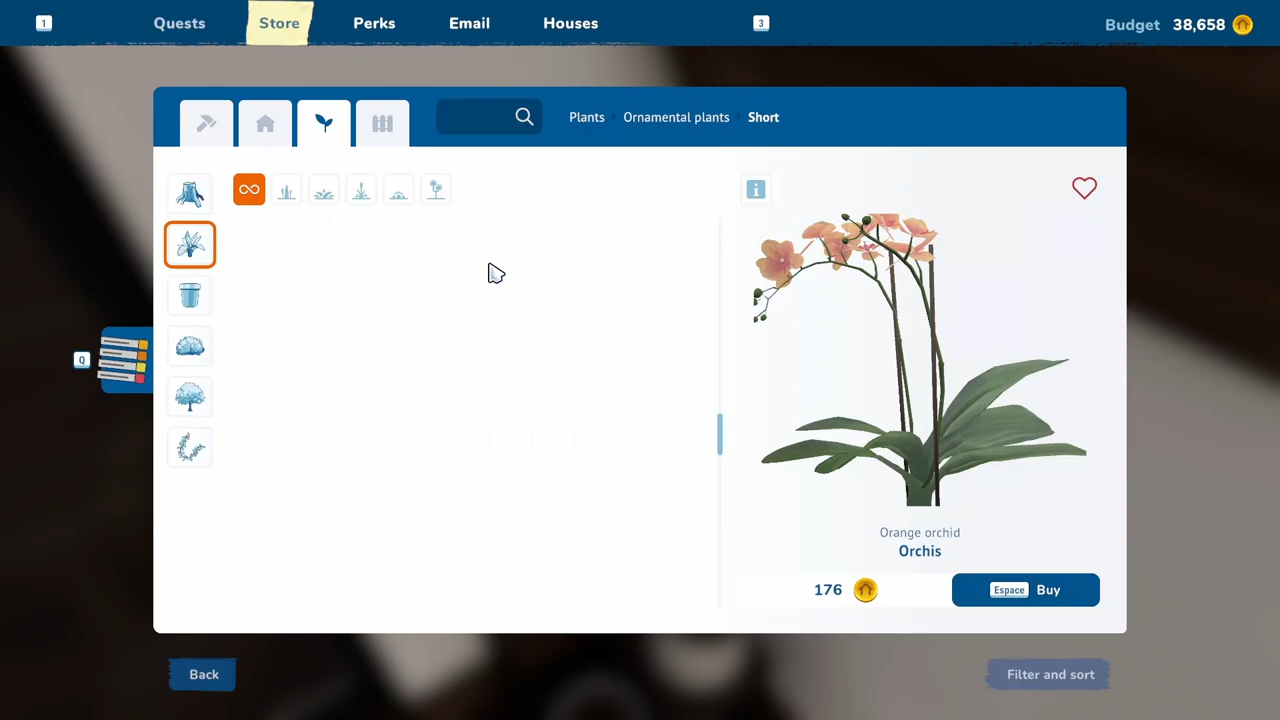 1
Quests
Store
Perks
Email
Houses
3
Budget 38,658
Plants Ornamental plants Short
i
Q
Orange orchid
Orchis
176
Espace Buy
Back
Filter and sort